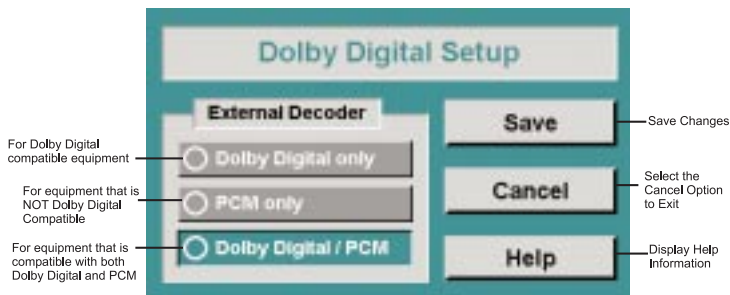 Dolby Digital Setup
External Decoder
For Dolby Digital
compatible equipment
Dolby Digital only
For equipment that is
NOT Dolby Digital
Compatible
PCM only
For equipment that is
compatible with both
Dolby Digital and PCM
Dolby Digital / PCM
Save
Save Changes
Cancel
Select the
Cancel Option
to Exit
Help
Display Help
Information